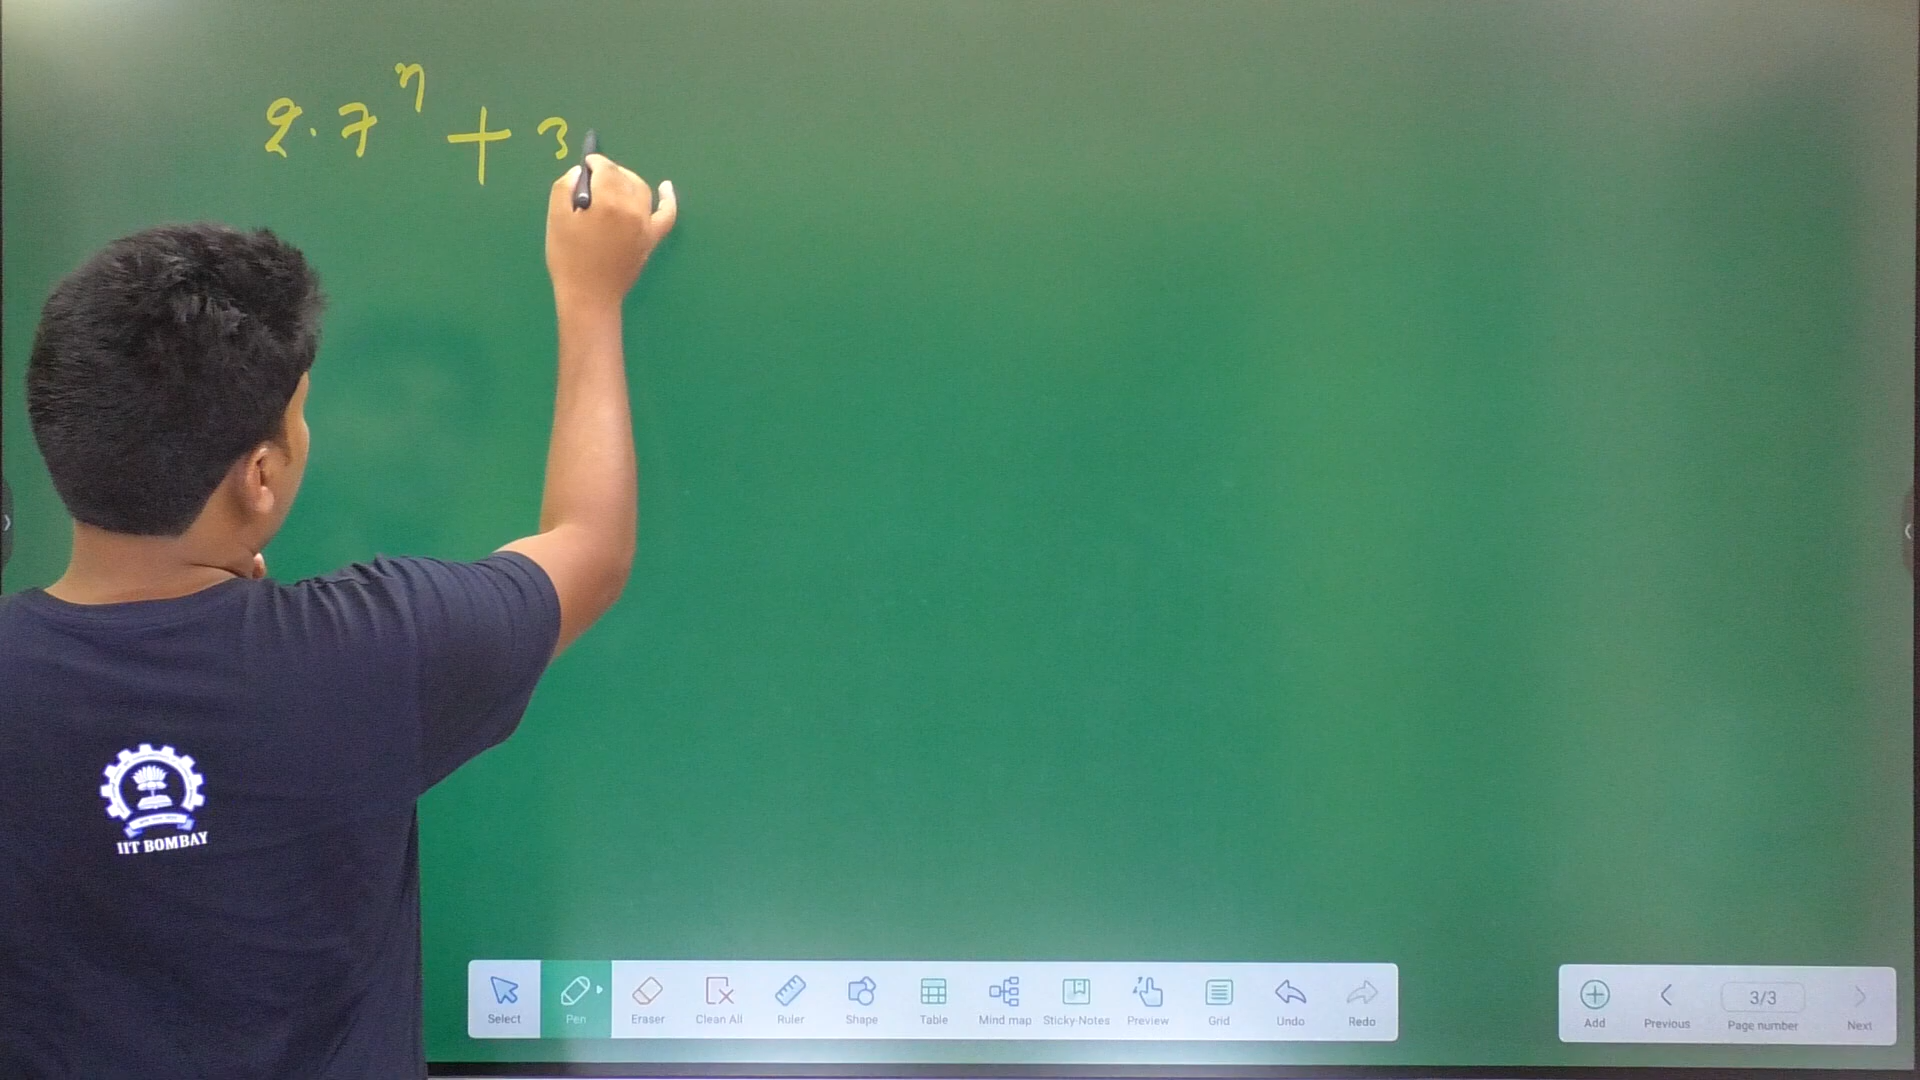 2. 7^n + 3
IIT BOMBAY
Select Pen Eraser Clean All Ruler Shape Table Mind map Sticky-Notes Preview Grid Undo Redo
Add Previous 3/3 Page number Next